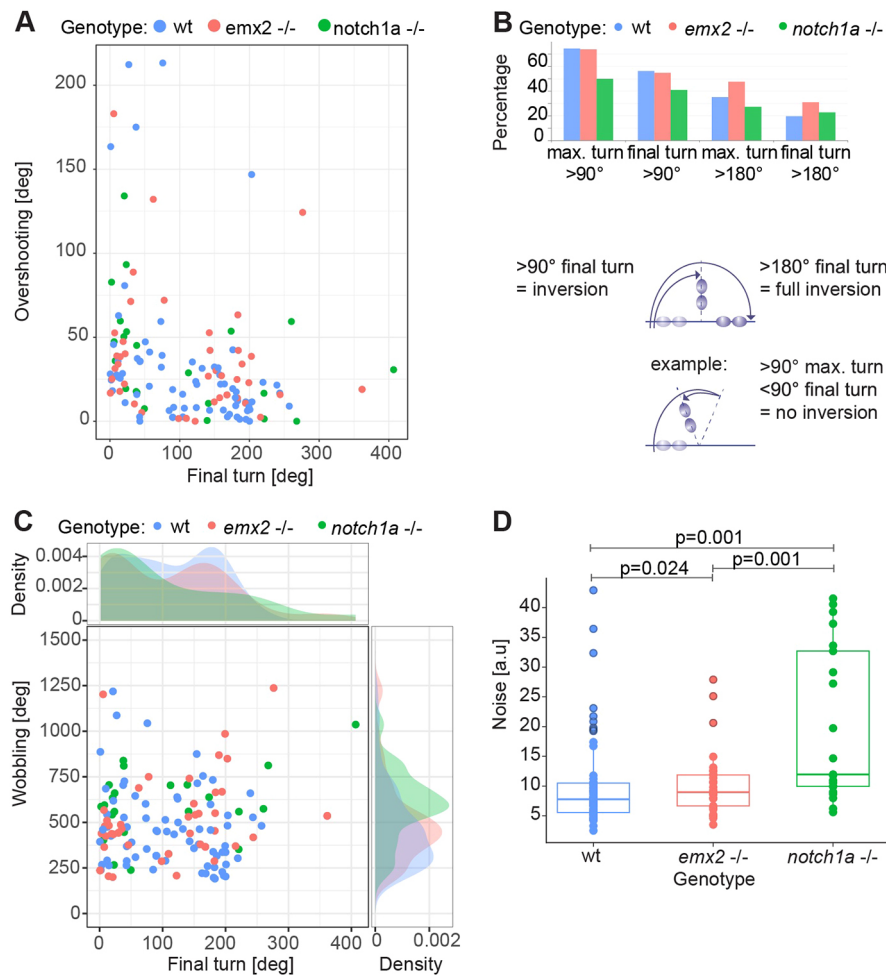 A
Genotype: wt emx2 -/- notch1a -/-
200
150
100
50
0
Overshooting [deg]
0 100 200 300 400
Final turn [deg]
B
Genotype: wt emx2 -/- notch1a -/-
60
40
20
0
Percentage
max. turn final turn max. turn final turn
>90° >90° >180° >180°
>90° final turn >180° final turn
= inversion = full inversion
example: >90° max. turn
<90° final turn
= no inversion
C
Genotype: wt emx2 -/- notch1a -/-
0.004
0.002
0
Density
1500
1250
1000
750
500
250
0
Wobbling [deg]
0 100 200 300 400
Final turn [deg]
0 0.002
Density
D
p=0.001
p=0.024 p=0.001
40
35
30
25
20
15
10
5
Noise [a.u]
wt emx2 -/- notch1a -/-
Genotype